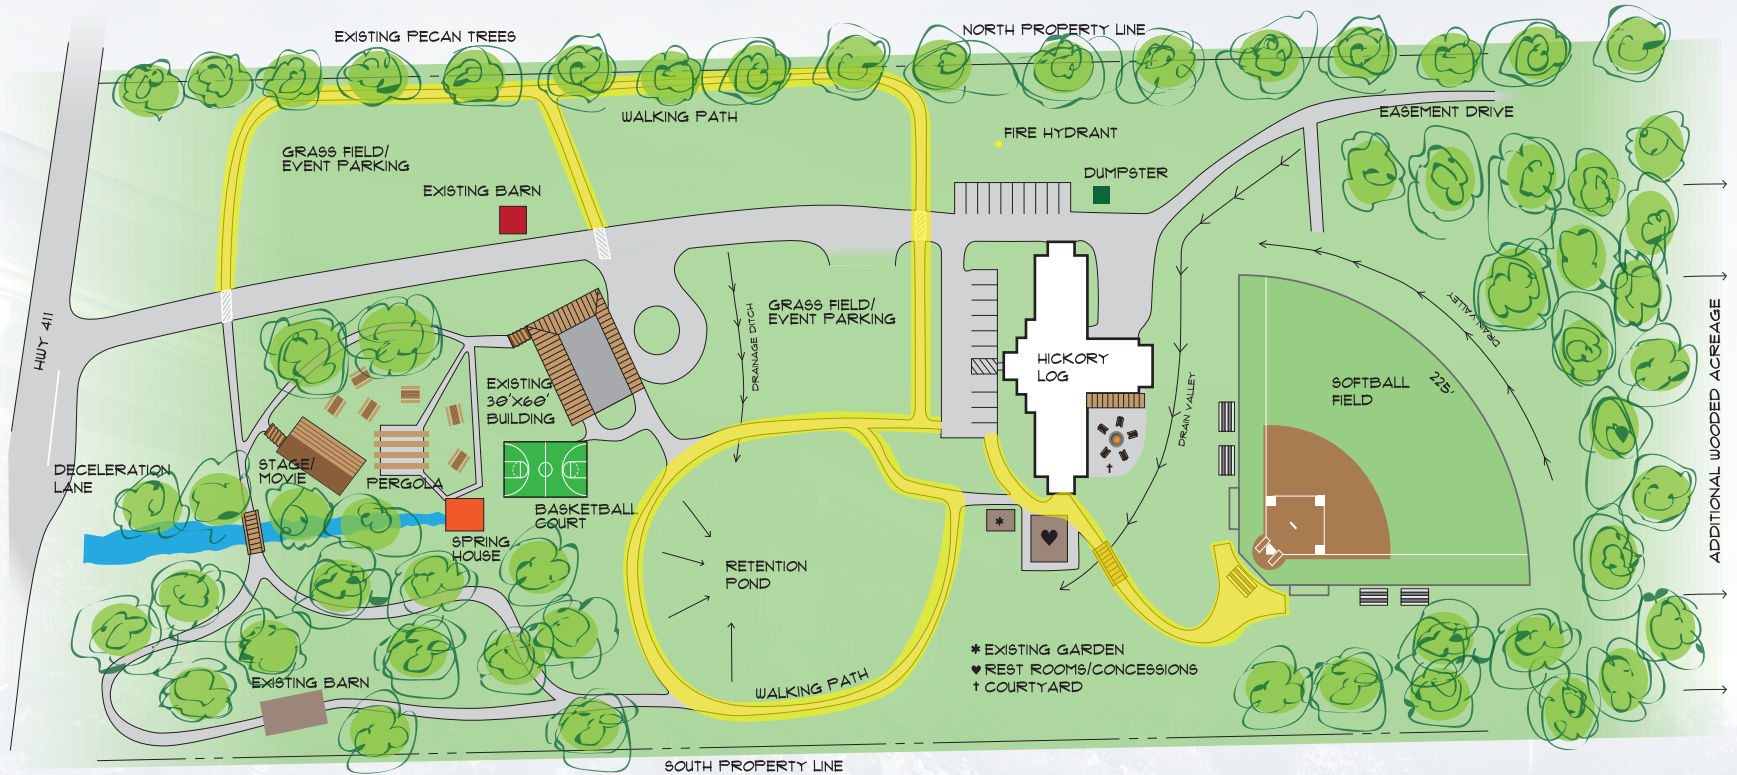 EXISTING PECAN TREES
NORTH PROPERTY LINE
WALKING PATH
EASEMENT DRIVE
FIRE HYDRANT
GRASS FIELD/
EVENT PARKING
DUMPSTER
EXISTING BARN
HWY 411
DRAINAGE DITCH
GRASS FIELD/
EVENT PARKING
DRAIN VALLEY
ADDITIONAL WOODED ACREAGE
HICKORY
LOG
EXISTING
30'X60'
BUILDING
SOFTBALL
FIELD
225'
DRAIN VALLEY
DECELERATION
LANE
STAGE/
MOVIE
PERGOLA
BASKETBALL
COURT
SPRING
HOUSE
RETENTION
POND
* EXISTING GARDEN
♥ REST ROOMS/CONCESSIONS
† COURTYARD
EXISTING BARN
WALKING PATH
SOUTH PROPERTY LINE